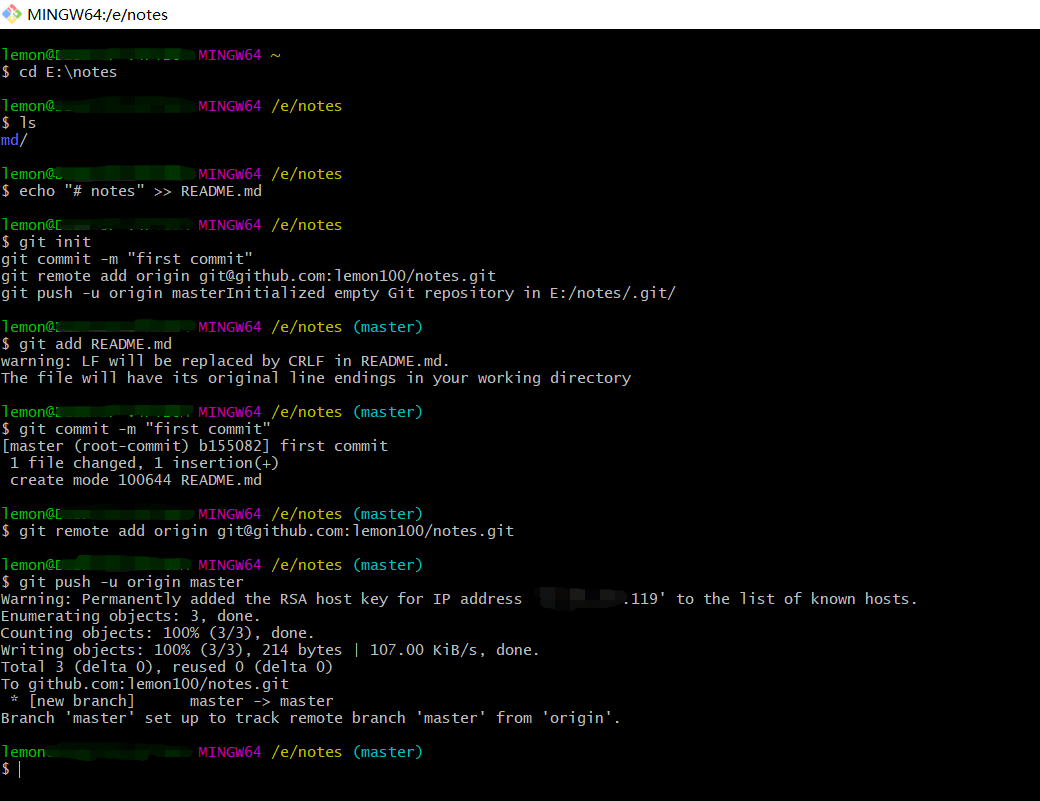 MINGW64:/e/notes
lemon@ MINGW64 ~
$ cd E:\notes
lemon@ MINGW64 /e/notes
$ ls
md/
lemon@ MINGW64 /e/notes
$ echo "# notes" >> README.md
lemon@ MINGW64 /e/notes
$ git init
git commit -m "first commit"
git remote add origin git@github.com:lemon100/notes.git
git push -u origin masterInitialized empty Git repository in E:/notes/.git/
lemon@ MINGW64 /e/notes (master)
$ git add README.md
warning: LF will be replaced by CRLF in README.md.
The file will have its original line endings in your working directory
lemon@ MINGW64 /e/notes (master)
$ git commit -m "first commit"
[master (root-commit) b155082] first commit
 1 file changed, 1 insertion(+)
 create mode 100644 README.md
lemon@ MINGW64 /e/notes (master)
$ git remote add origin git@github.com:lemon100/notes.git
lemon@ MINGW64 /e/notes (master)
$ git push -u origin master
Warning: Permanently added the RSA host key for IP address .119' to the list of known hosts.
Enumerating objects: 3, done.
Counting objects: 100% (3/3), done.
Writing objects: 100% (3/3), 214 bytes | 107.00 KiB/s, done.
Total 3 (delta 0), reused 0 (delta 0)
To github.com:lemon100/notes.git
 * [new branch]      master -> master
Branch 'master' set up to track remote branch 'master' from 'origin'.
lemon MINGW64 /e/notes (master)
$